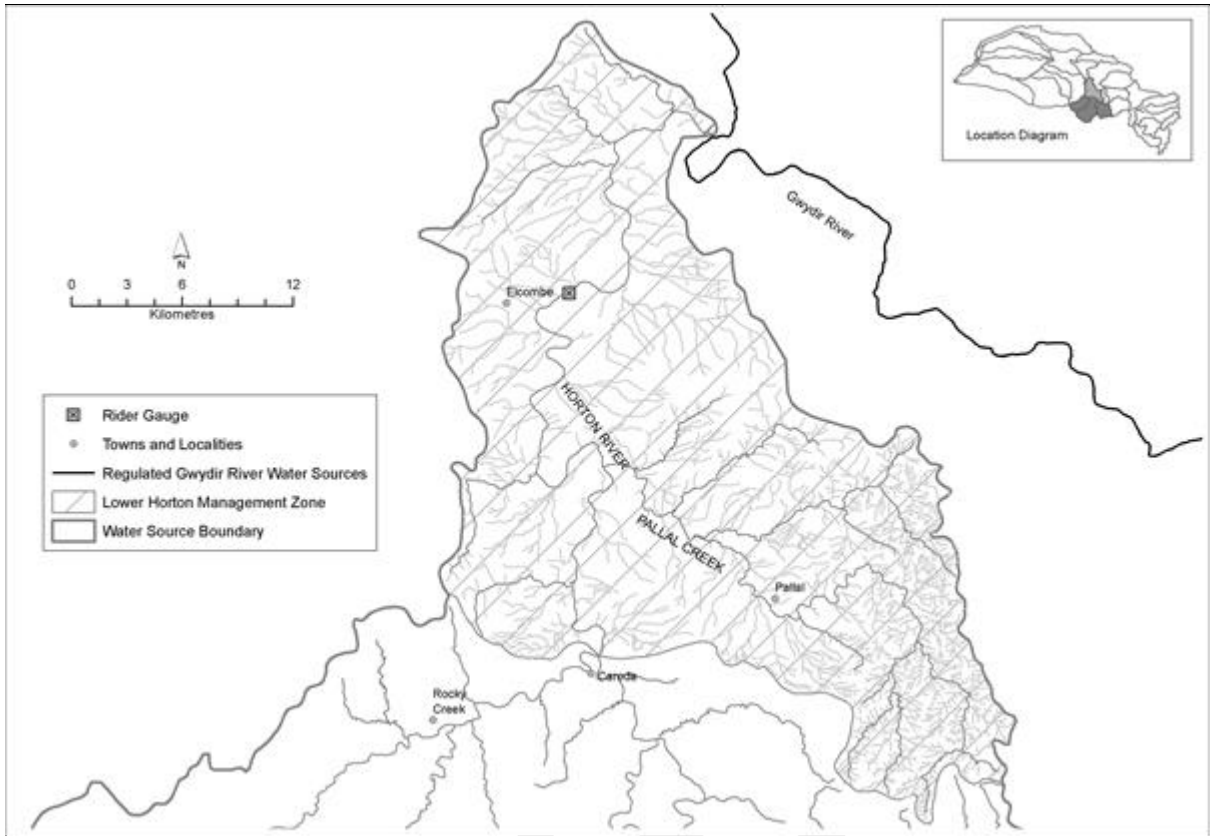 Location Diagram
Gwydir River
N
0 3 6 12
Kilometres
Elcombe
Rider Gauge
Towns and Localities
Regulated Gwydir River Water Sources
Lower Horton Management Zone
Water Source Boundary
HORTON RIVER
PALLAL CREEK
Pallal
Caroda
Rocky
Creek